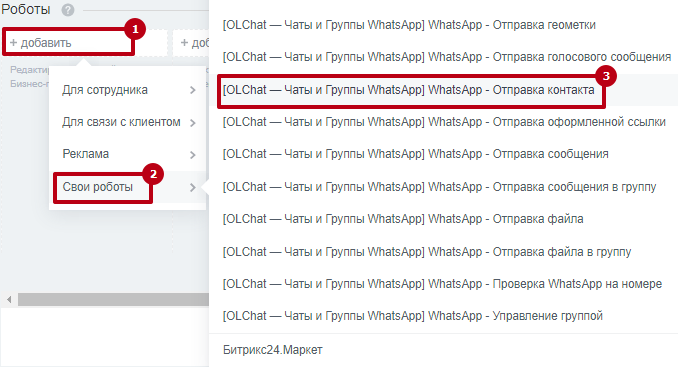 Роботы ?
1
+ добавить
+ доб
Редакти
Бизнес-п
Для сотрудника
Для связи с клиентом
Реклама
2
Свои роботы
[OLChat — Чаты и Группы WhatsApp] WhatsApp - Отправка геометки
[OLChat — Чаты и Группы WhatsApp] WhatsApp - Отправка голосового сообщения
3
[OLChat — Чаты и Группы WhatsApp] WhatsApp - Отправка контакта
[OLChat — Чаты и Группы WhatsApp] WhatsApp - Отправка оформленной ссылки
[OLChat — Чаты и Группы WhatsApp] WhatsApp - Отправка сообщения
[OLChat — Чаты и Группы WhatsApp] WhatsApp - Отправка сообщения в группу
[OLChat — Чаты и Группы WhatsApp] WhatsApp - Отправка файла
[OLChat — Чаты и Группы WhatsApp] WhatsApp - Отправка файла в группу
[OLChat — Чаты и Группы WhatsApp] WhatsApp - Проверка WhatsApp на номере
[OLChat — Чаты и Группы WhatsApp] WhatsApp - Управление группой
Битрикс24.Маркет